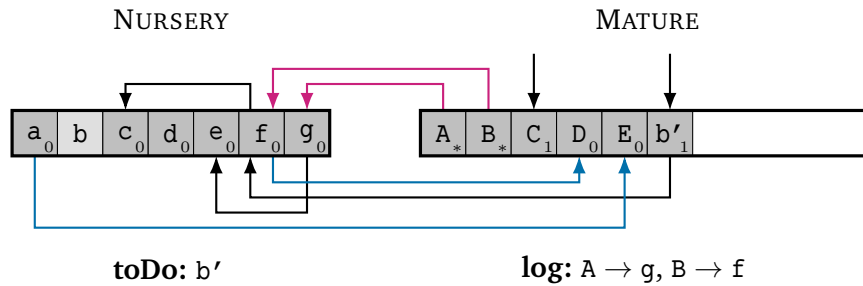 NURSERY MATURE
a₀ b c₀ d₀ e₀ f₀ g₀ A* B* C₁ D₀ E₀ b′₁
toDo: b′ log: A → g, B → f